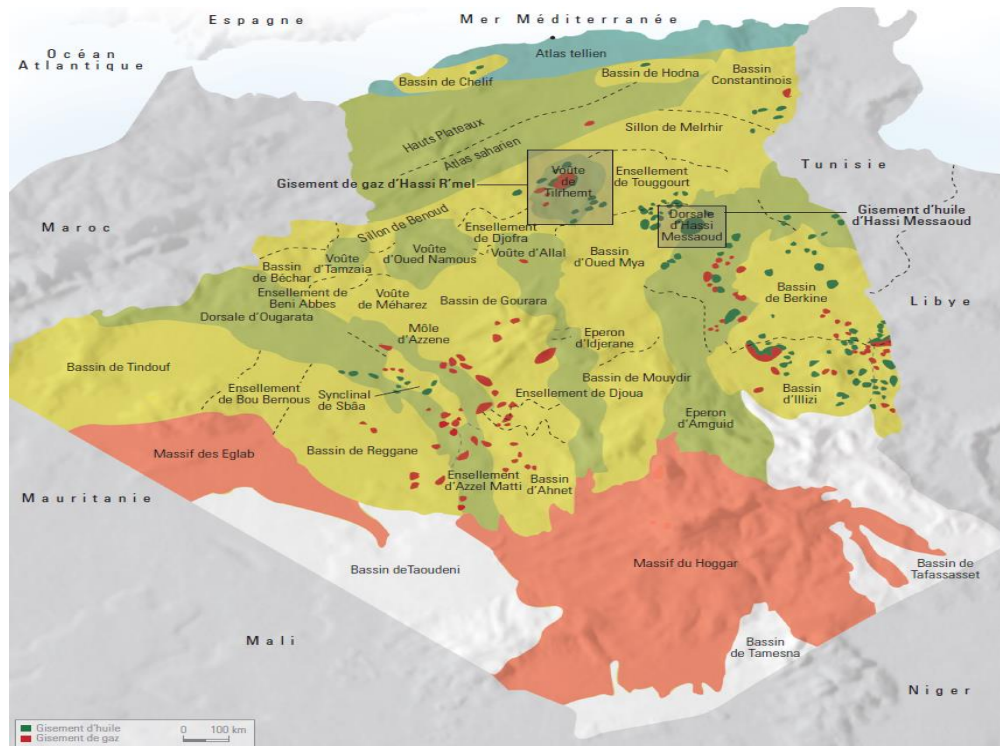 Espagne
Mer Méditerranée
Océan
Atlantique
Atlas tellien
Bassin de Chelif
Bassin de Hodna
Bassin
Constantinois
Hauts Plateaux
Atlas saharien
Sillon de Melrhir
Tunisie
Gisement de gaz d'Hassi R'mel
Voûte
de
Tilrhemt
Ensellement
de Touggourt
Maroc
Sillon de Benoud
Ensellement
de Djofra
Dorsale
d'Hassi
Messaoud
Gisement d'huile
d'Hassi Messaoud
Voûte
d'Tamzaia
Voûte
d'Oued Namous
Voûte d'Allal
Bassin
d'Oued Mya
Bassin
de Béchar
Ensellement de
Beni Abbes
Voûte
de Méharez
Bassin de Gourara
Bassin
de Berkine
Libye
Dorsale d'Ougarata
Môle
d'Azzene
Eperon
d'Idjerane
Bassin de Tindouf
Ensellement
de Bou Bernous
Synclinal
de Sbâa
Bassin de Mouydir
Ensellement de Djoua
Bassin
d'Illizi
Eperon
d'Amguid
Massif des Eglab
Bassin de Reggane
Ensellement
d'Azzel Matti
Bassin
d'Ahnet
Mauritanie
Bassin de Taoudeni
Massif du Hoggar
Bassin de
Tafassasset
Mali
Bassin
de Tamesna
Niger
Gisement d'huile
Gisement de gaz
0 100 km